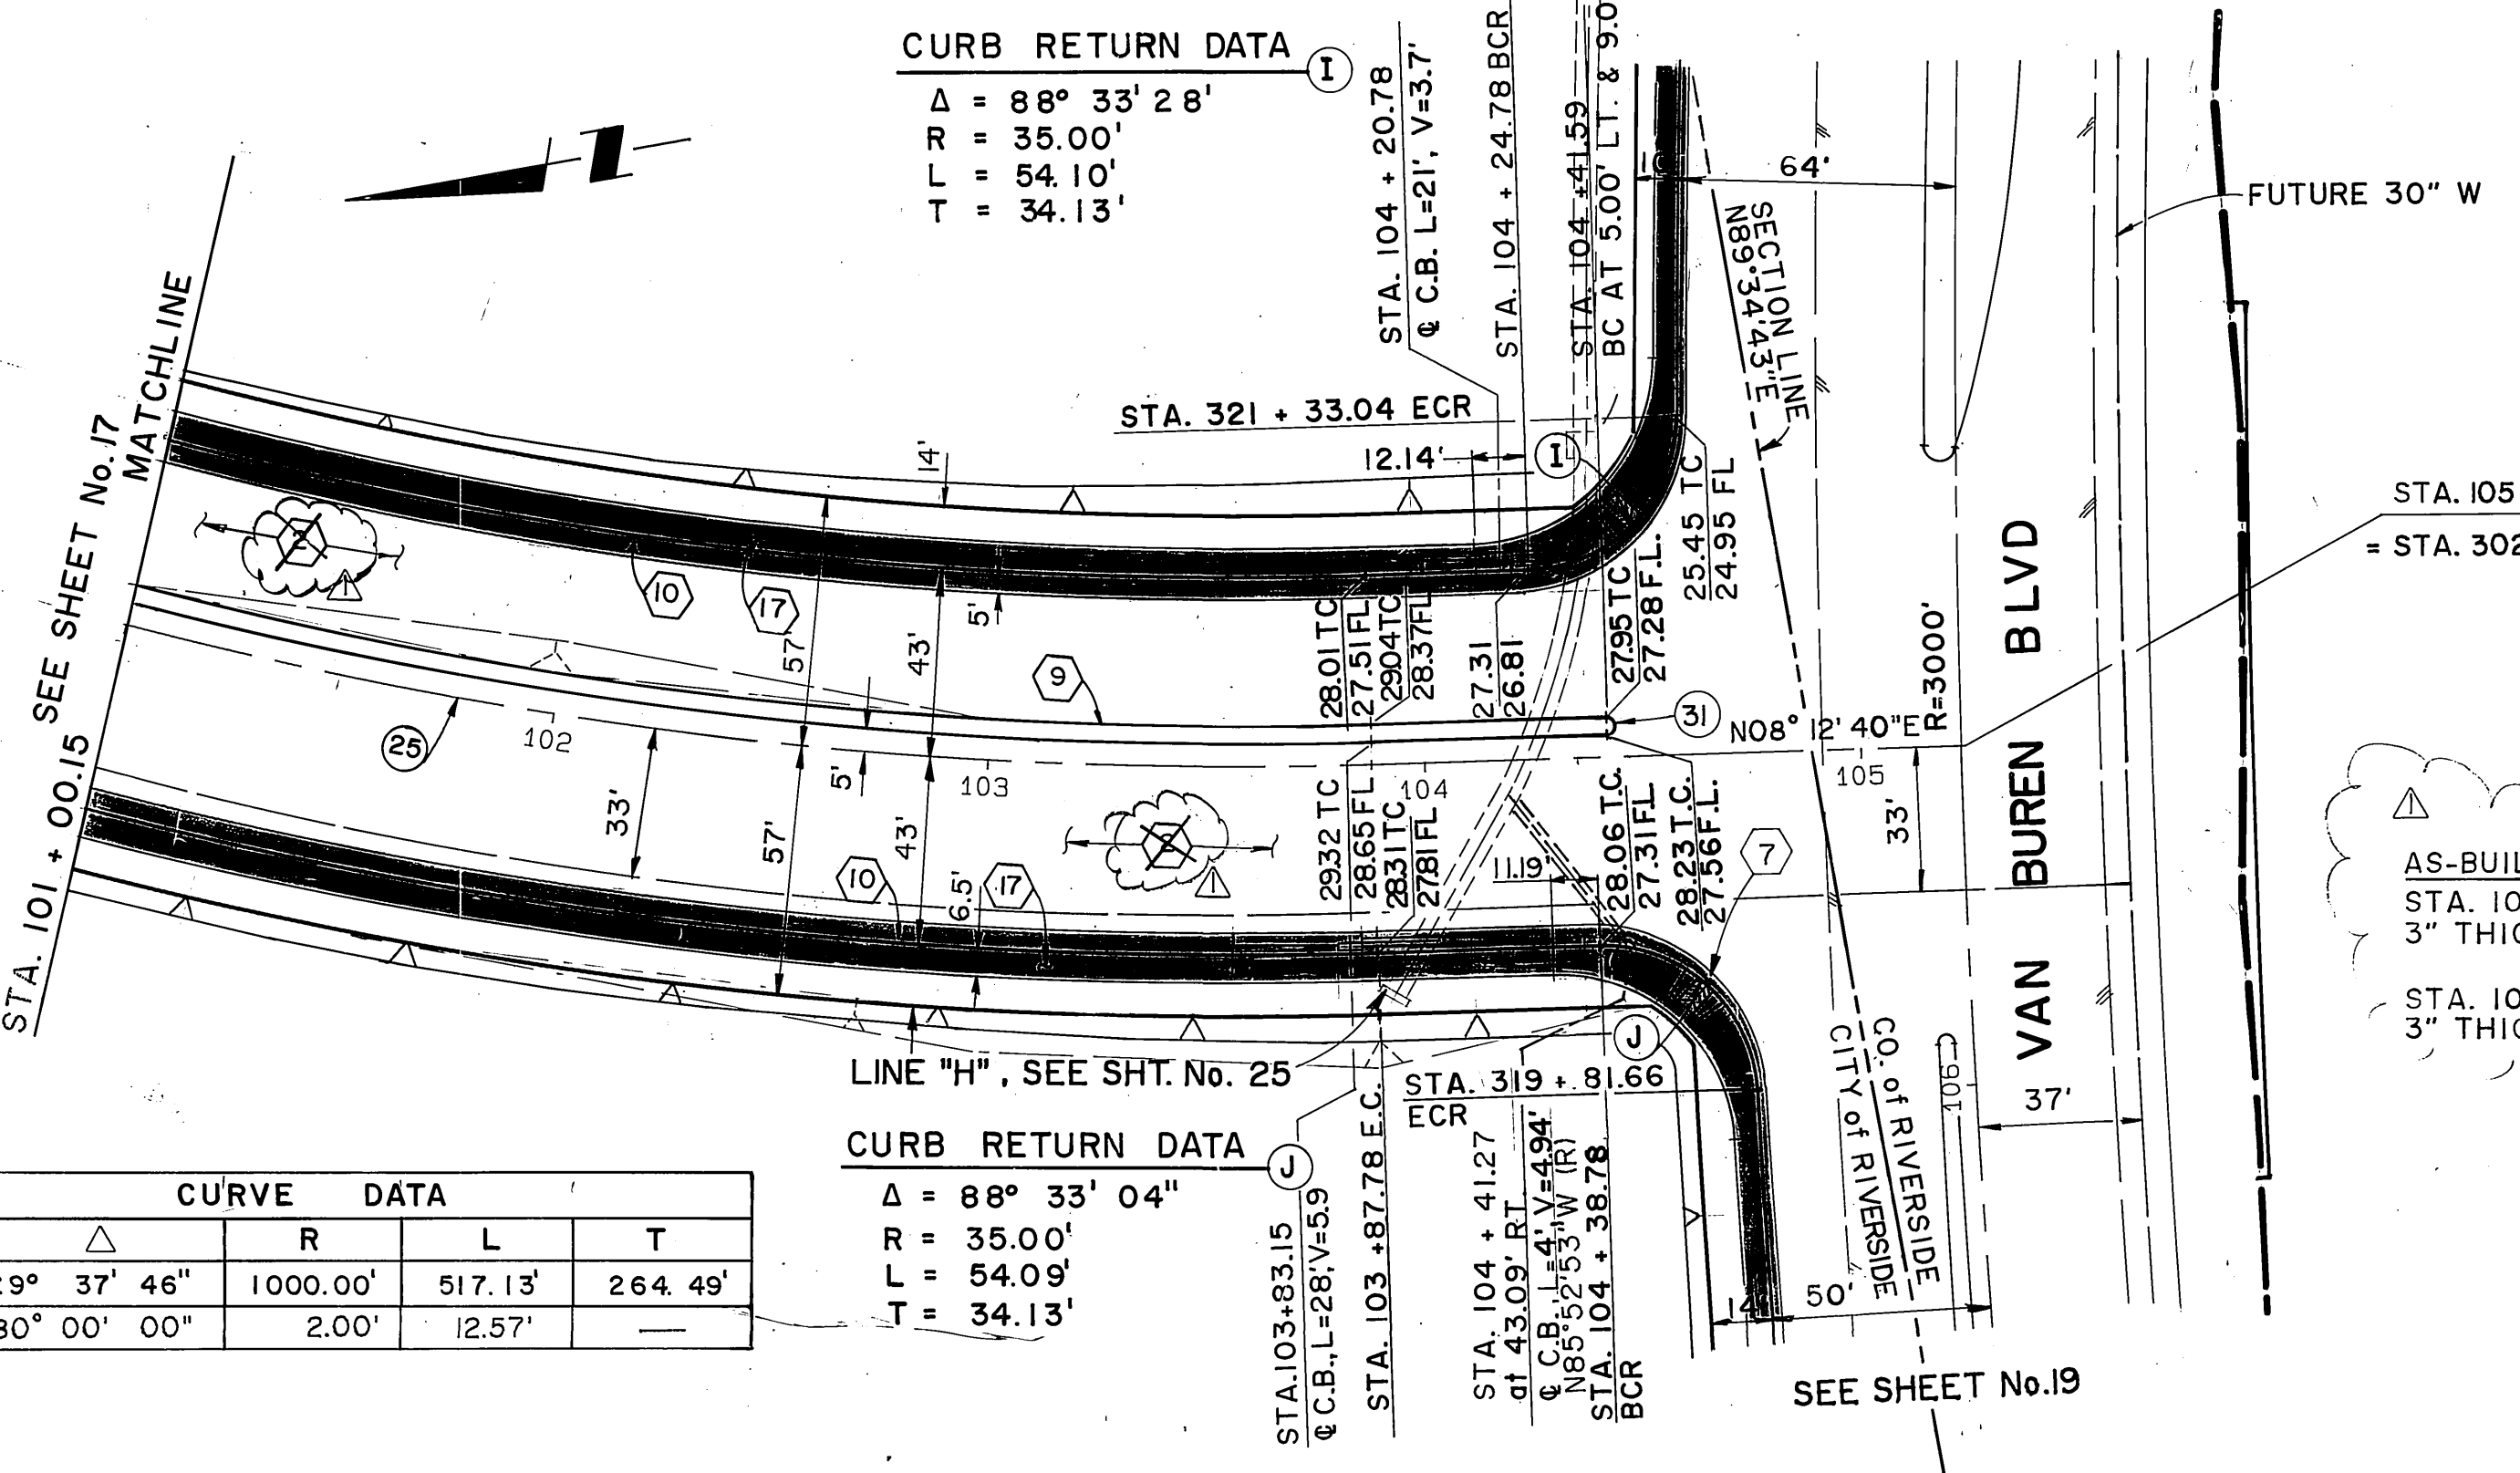 CURB RETURN DATA
I
Δ = 88° 33' 28'
R = 35.00'
L = 54.10'
T = 34.13'
STA. 104 + 20.78
℄ C.B. L=21', V=3.7'
STA. 104 + 24.78 BCR
STA. 104 + 41.59
BC AT 5.00' LT. & 9.0
64'
FUTURE 30" W
SECTION LINE
N89°34'43"E
MATCHLINE
STA. 101 + 00.15 SEE SHEET No.17
STA. 321 + 33.04 ECR
12.14'
I
14'
25.45 TC
24.95 FL
STA. 105
= STA. 302
2
1
10
17
57'
43'
5'
9
28.01 TC
27.51 FL
29.04 TC
28.37 FL
27.31
26.81
27.95 TC
27.28 F.L.
31
N08° 12' 40"E
R=3000'
VAN BUREN BLVD
25
102
103
104
105
106
33'
5'
57'
43'
10
6.5'
17
1
29.32 TC
28.65 FL
28.31 TC
27.81 FL
11.19'
28.06 T.C.
27.31 F.L.
28.23 T.C.
27.56 F.L.
7
33'
1
AS-BUIL
STA. 10
3" THIC
STA. 10
3" THIC
LINE "H", SEE SHT. No. 25
J
STA. 319 + 81.66
ECR
CO. of RIVERSIDE
CITY of RIVERSIDE
37'
CURB RETURN DATA
J
Δ = 88° 33' 04"
R = 35.00'
L = 54.09'
T = 34.13'
STA. 103+83.15
℄ C.B., L=28', V=5.9
STA. 103 +87.78 E.C.
STA. 104 + 41.27
at 43.09' RT
℄ C.B., L=4' V=4.94'
N85°52'53"W (R)
STA. 104 + 38.78
BCR
14'
50'
SEE SHEET No.19
CURVE DATA
△ R L T
29° 37' 46" 1000.00' 517.13' 264.49'
80° 00' 00" 2.00' 12.57' —